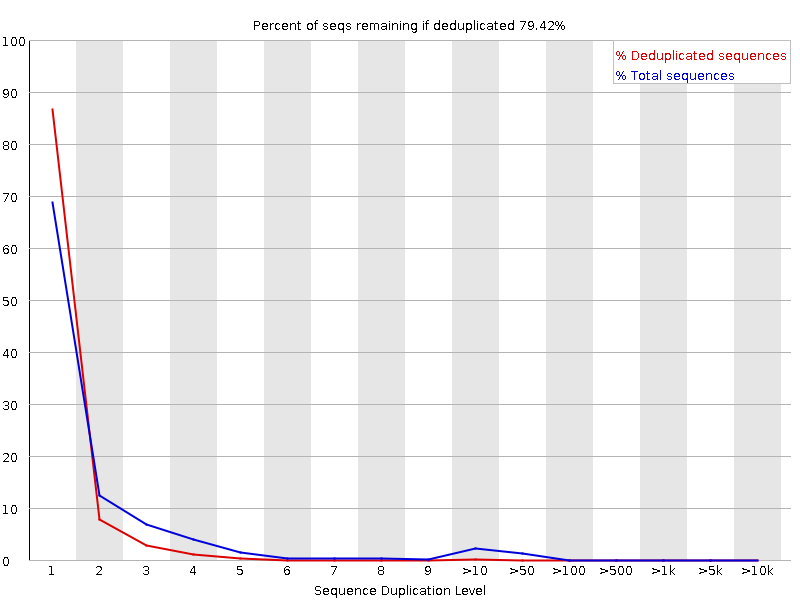 Percent of seqs remaining if deduplicated 79.42%
% Deduplicated sequences
% Total sequences
100
90
80
70
60
50
40
30
20
10
0
1 2 3 4 5 6 7 8 9 >10 >50 >100 >500 >1k >5k >10k
Sequence Duplication Level